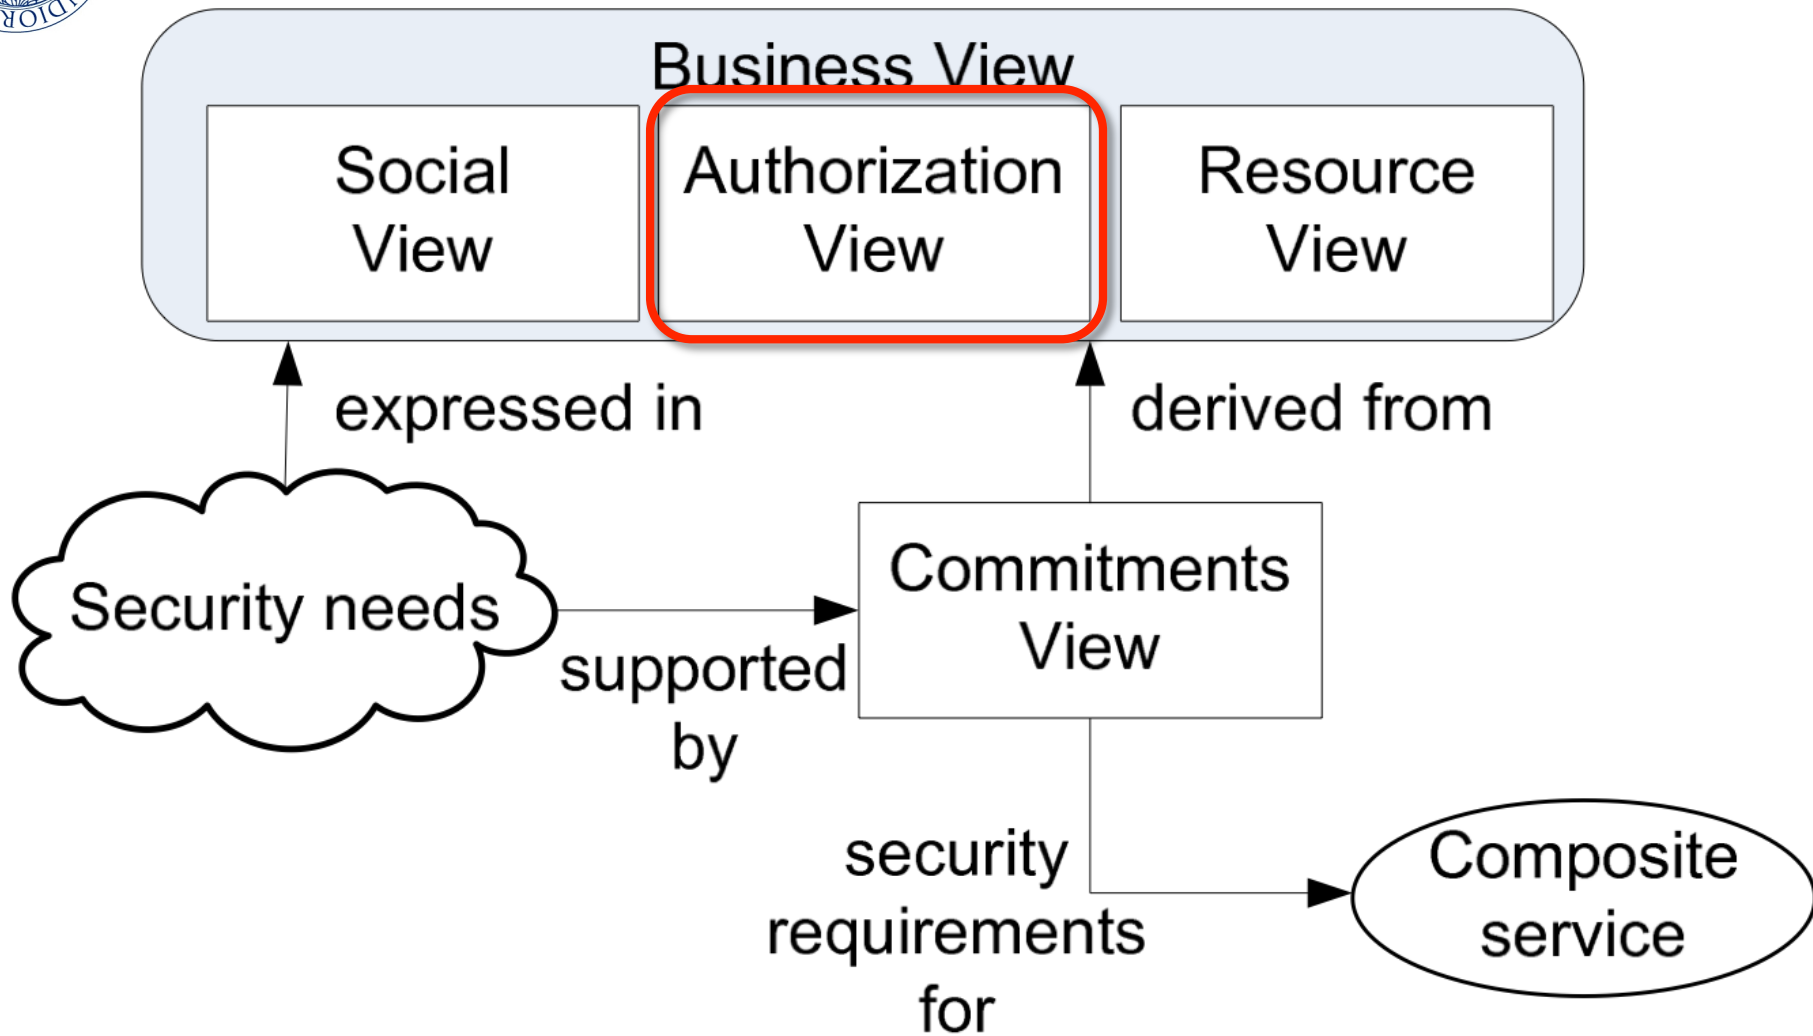 Business View
Social
View
Authorization
View
Resource
View
expressed in
derived from
Security needs
supported
by
Commitments
View
security
requirements
for
Composite
service